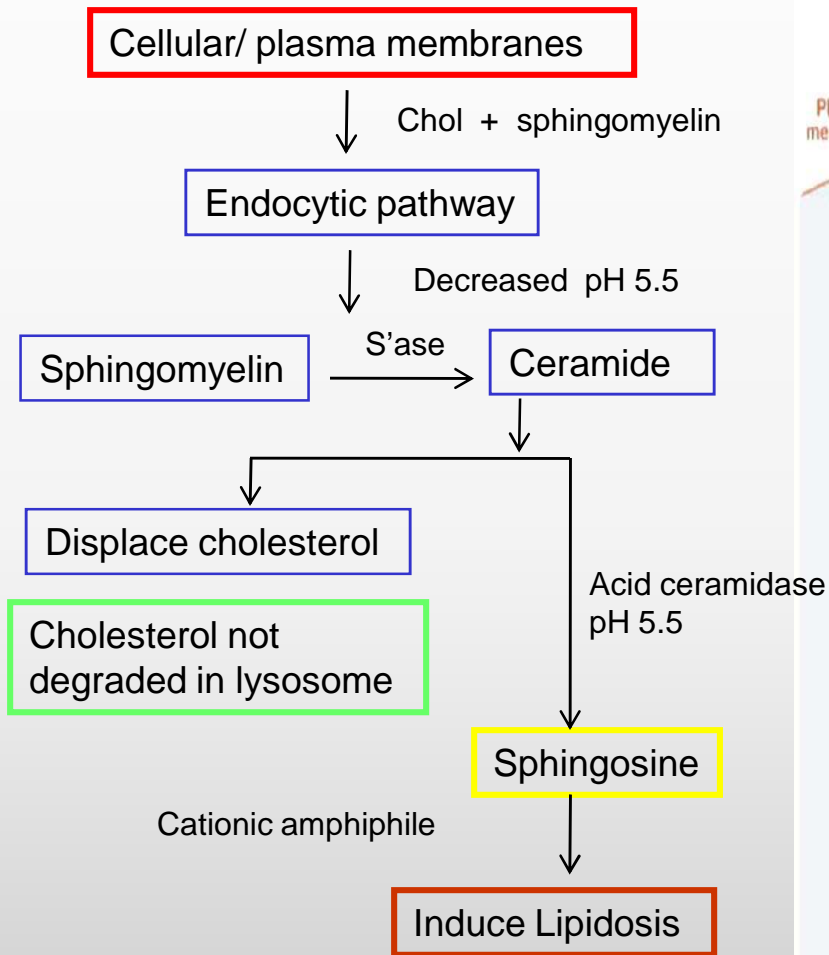 Cellular/ plasma membranes
Chol + sphingomyelin
Endocytic pathway
Decreased pH 5.5
Sphingomyelin
S’ase
Ceramide
Displace cholesterol
Cholesterol not
degraded in lysosome
Acid ceramidase
pH 5.5
Sphingosine
Cationic amphiphile
Induce Lipidosis